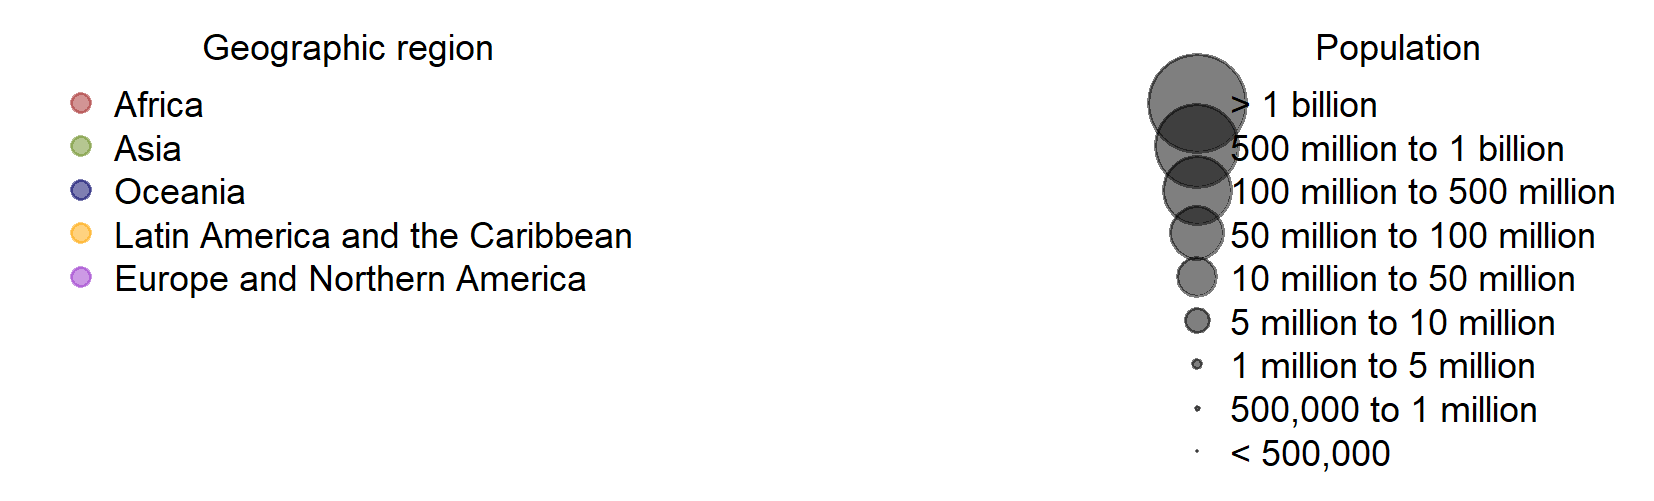 Geographic region
Africa
Asia
Oceania
Latin America and the Caribbean
Europe and Northern America
Population
> 1 billion
500 million to 1 billion
100 million to 500 million
50 million to 100 million
10 million to 50 million
5 million to 10 million
1 million to 5 million
500,000 to 1 million
< 500,000